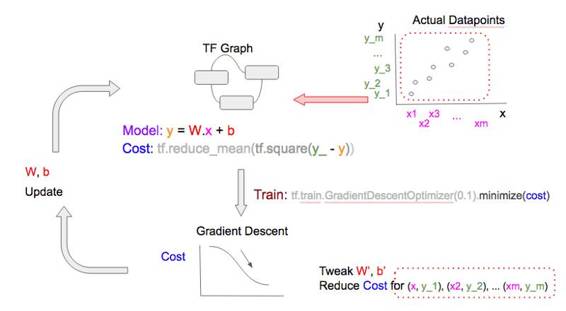 Actual Datapoints
y
y_m
...
y_3
y_2
y_1
x1 x3 ... x
x2 xm
TF Graph
Model: y = W.x + b
Cost: tf.reduce_mean(tf.square(y_ - y))
W, b
Update
Train: tf.train.GradientDescentOptimizer(0.1).minimize(cost)
Gradient Descent
Cost
Tweak W', b'
Reduce Cost for (x, y_1), (x2, y_2), ... (xm, y_m)